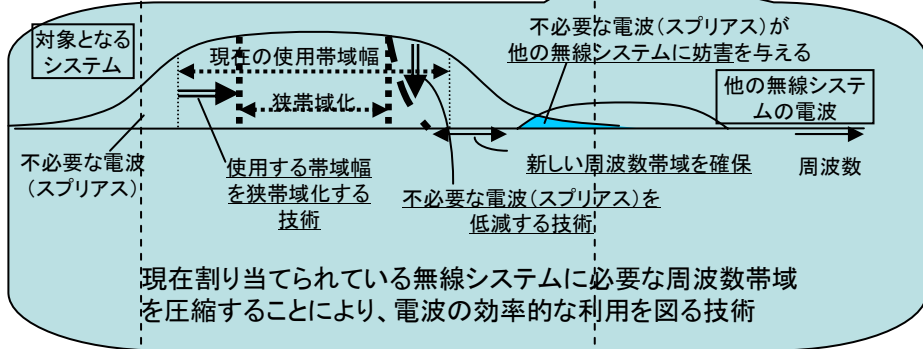 対象となる
システム
現在の使用帯域幅
狭帯域化
不必要な電波(スプリアス)が
他の無線システムに妨害を与える
他の無線システ
ムの電波
不必要な電波
(スプリアス)
使用する帯域幅
を狭帯域化する
技術
不必要な電波(スプリアス)を
低減する技術
新しい周波数帯域を確保
周波数
現在割り当てられている無線システムに必要な周波数帯域
を圧縮することにより、電波の効率的な利用を図る技術